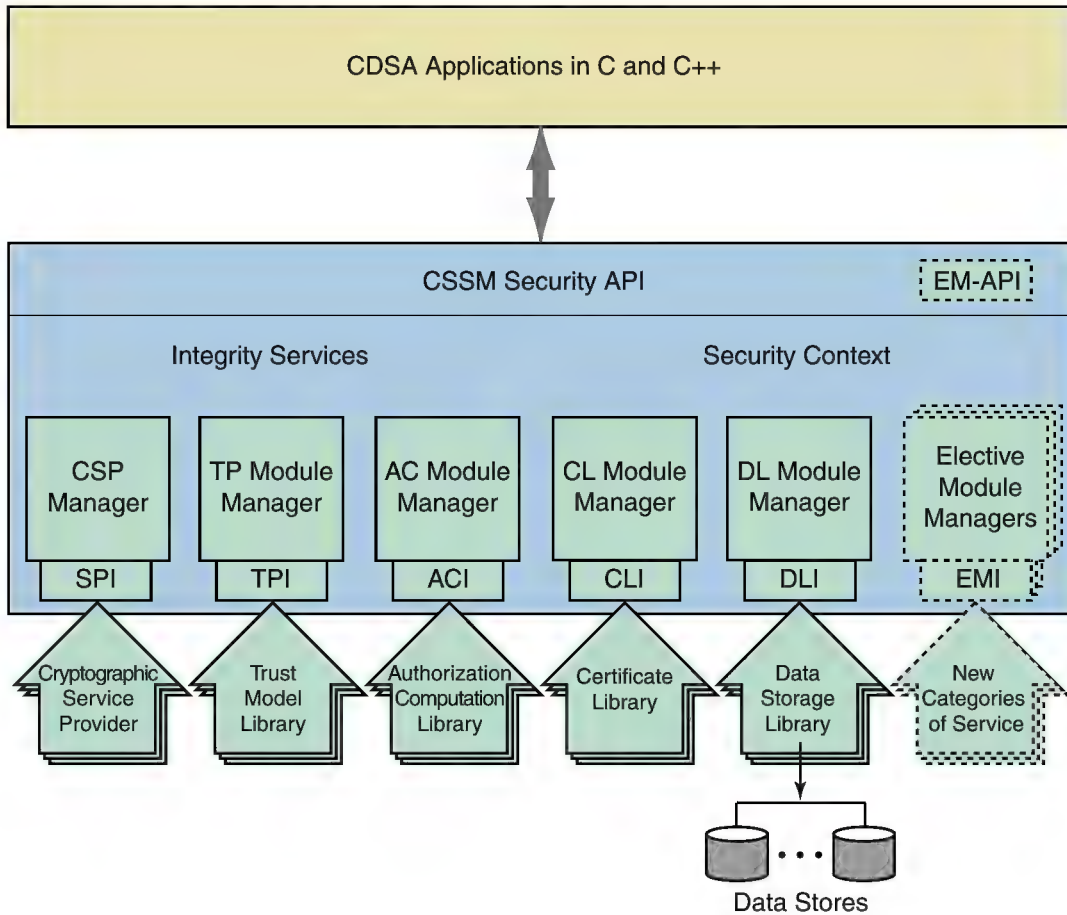 CDSA Applications in C and C++
CSSM Security API
EM-API
Integrity Services
Security Context
CSP
Manager
TP Module
Manager
AC Module
Manager
CL Module
Manager
DL Module
Manager
Elective
Module
Managers
SPI
TPI
ACI
CLI
DLI
EMI
Cryptographic
Service
Provider
Trust
Model
Library
Authorization
Computation
Library
Certificate
Library
Data
Storage
Library
New
Categories
of Service
Data Stores